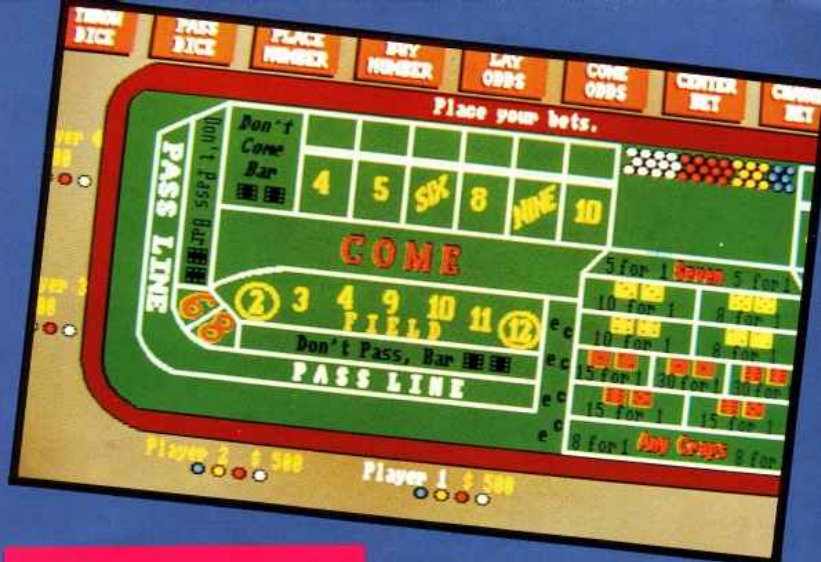 THROW
DICE
PASS
DICE
PLACE
NUMBER
BUY
NUMBER
LAY
ODDS
COME
ODDS
CENTER
BET
BET
Place your bets.
Don't
Come
Bar
Don't Pass Bar
PASS LINE
4 5 SIX 8 NINE 10
COME
5 for 1 Seven 5 for 1
10 for 1 8 for 1
10 for 1 8 for 1
15 for 1 30 for 1 30 for
15 for 1 15 for 1
8 for 1 Any Craps 8 for
6 8
2 3 4 9 10 11 12
FIELD
Don't Pass, Bar
PASS LINE
e c
e c
e c
e
Player 2 $ 500
Player 1 $ 500